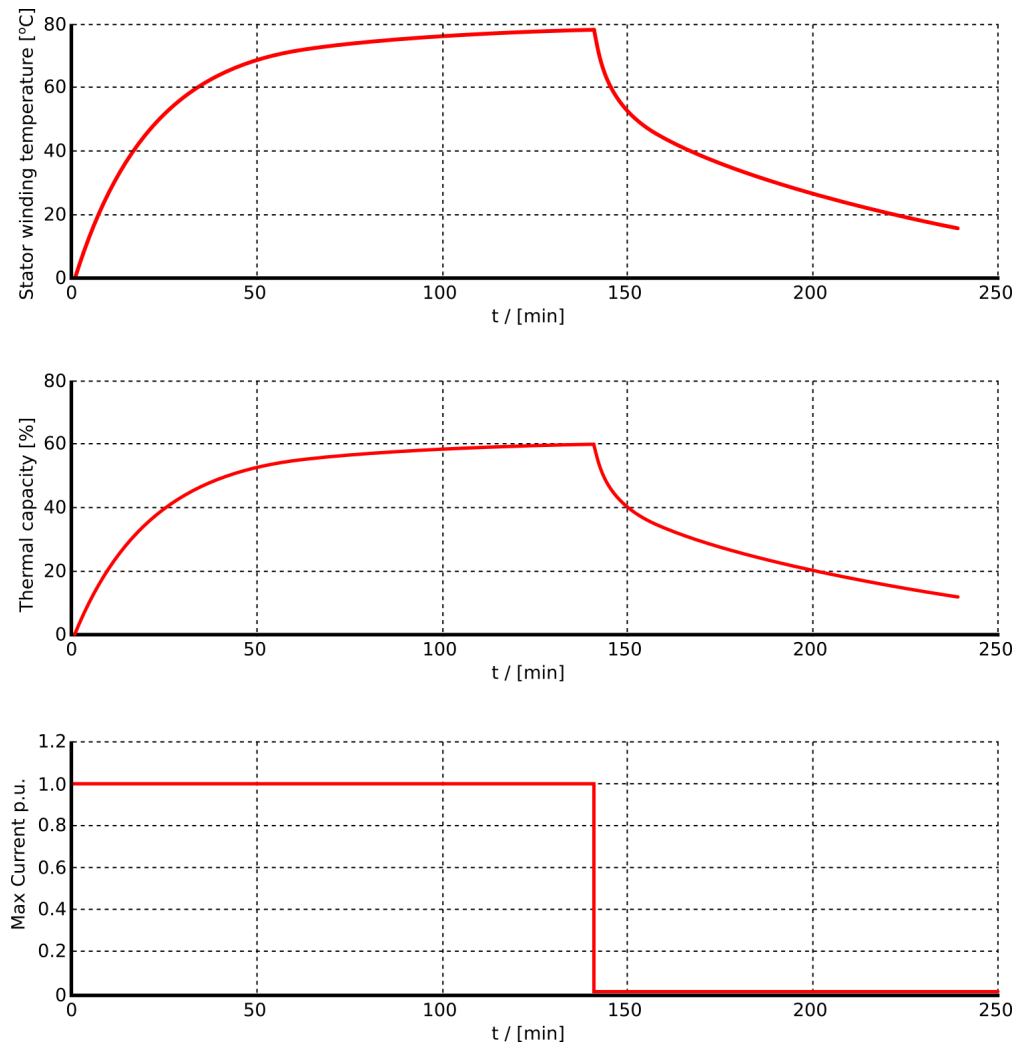 Stator winding temperature [°C]
80
60
40
20
0
0 50 100 150 200 250
t / [min]
Thermal capacity [%]
80
60
40
20
0
0 50 100 150 200 250
t / [min]
Max Current p.u.
1.2
1.0
0.8
0.6
0.4
0.2
0
0 50 100 150 200 250
t / [min]